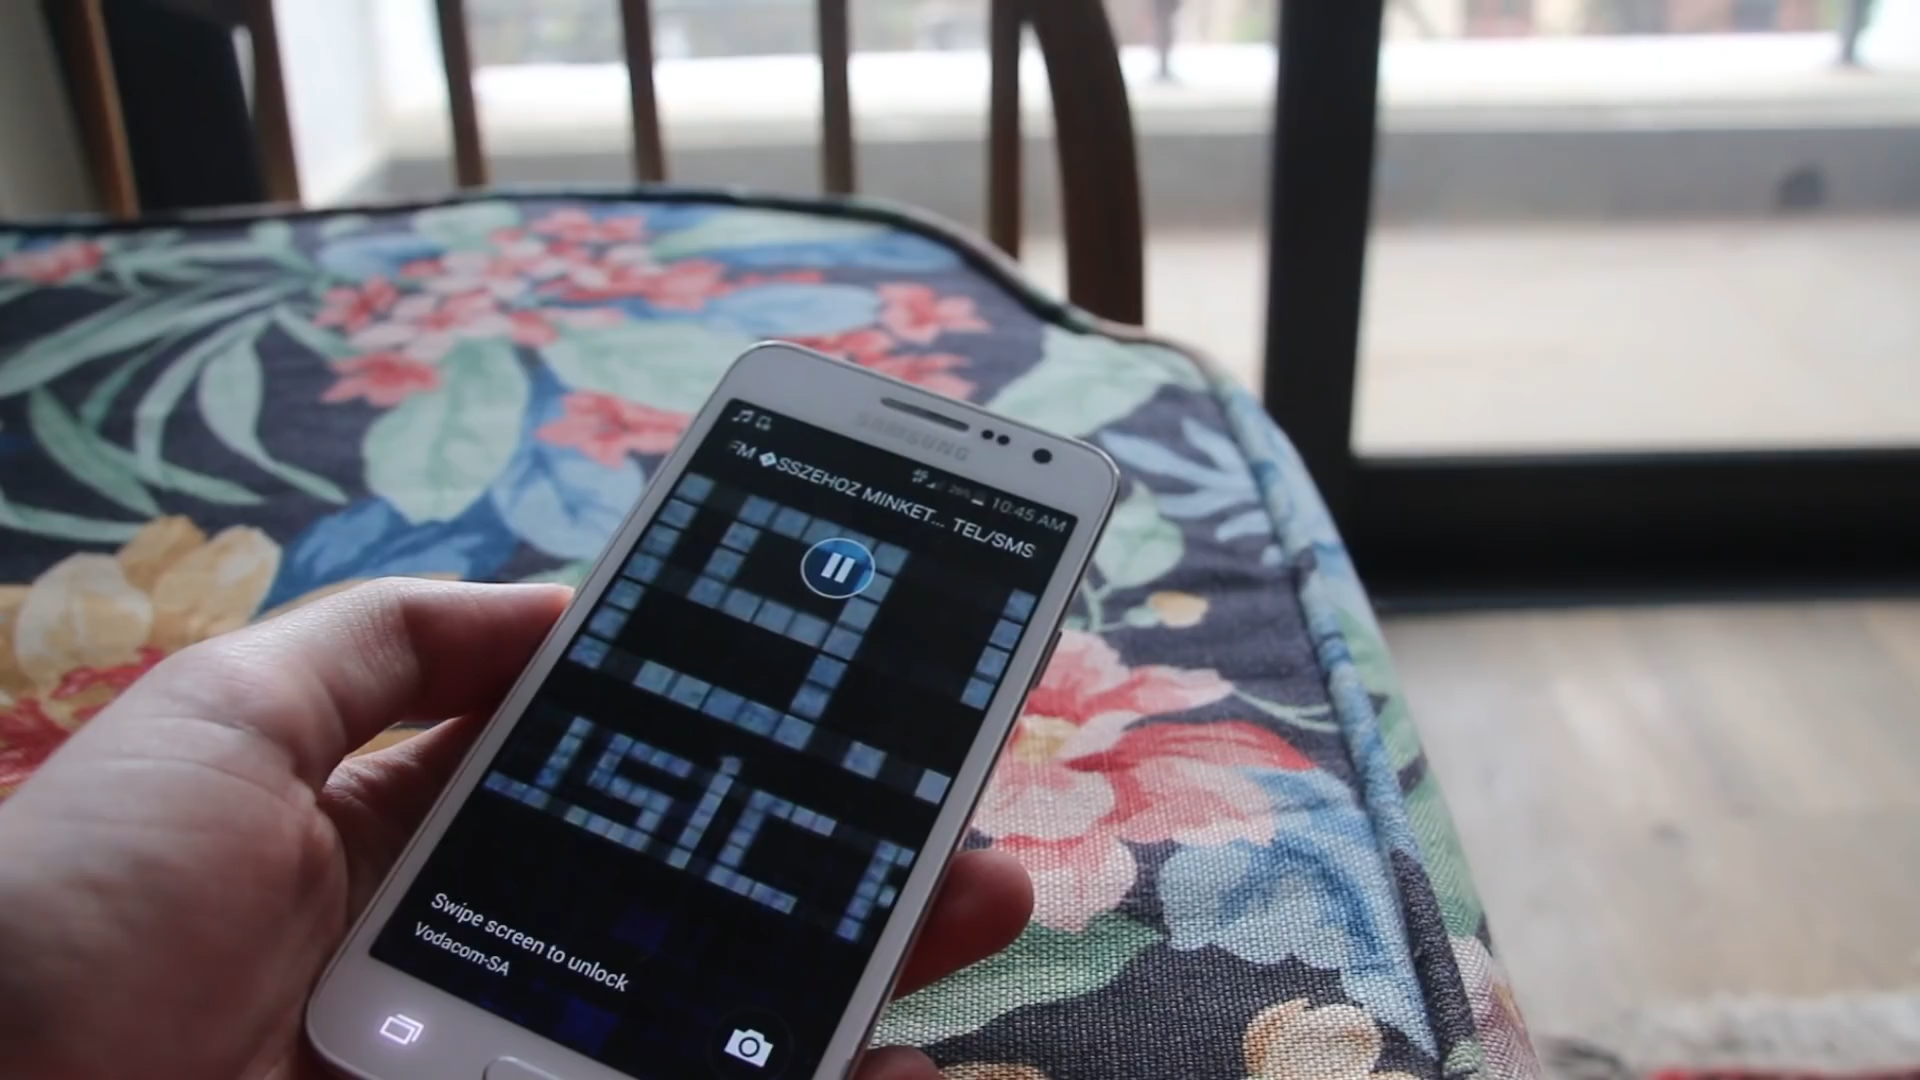 SAMSUNG
10:45 AM
FM �SSZEHOZ MINKET... TEL/SMS
Swipe screen to unlock
Vodacom-SA